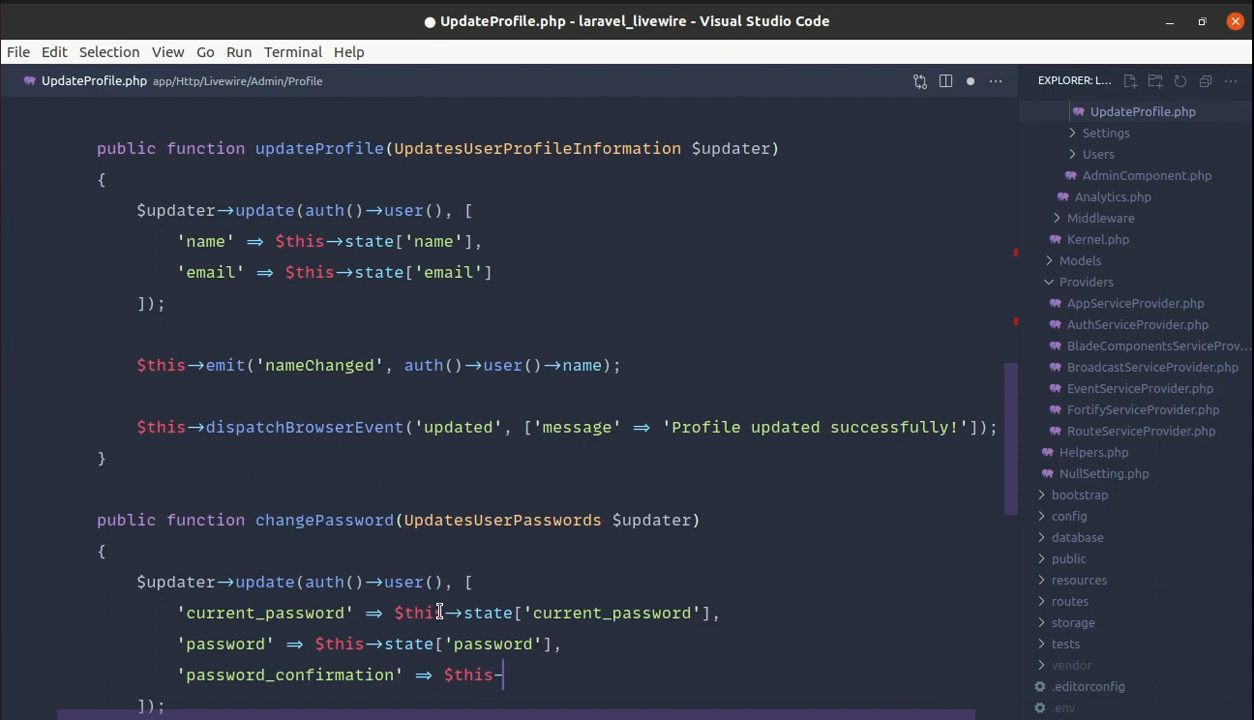 UpdateProfile.php - laravel_livewire - Visual Studio Code
File Edit Selection View Go Run Terminal Help
UpdateProfile.php app/Http/Livewire/Admin/Profile
public function updateProfile(UpdatesUserProfileInformation $updater)
{
$updater->update(auth()->user(), [
'name' => $this->state['name'],
'email' => $this->state['email']
]);
$this->emit('nameChanged', auth()->user()->name);
$this->dispatchBrowserEvent('updated', ['message' => 'Profile updated successfully!']);
}
public function changePassword(UpdatesUserPasswords $updater)
{
$updater->update(auth()->user(), [
'current_password' => $this->state['current_password'],
'password' => $this->state['password'],
'password_confirmation' => $this-
]);
EXPLORER: L...
UpdateProfile.php
Settings
Users
AdminComponent.php
Analytics.php
Middleware
Kernel.php
Models
Providers
AppServiceProvider.php
AuthServiceProvider.php
BladeComponentsServiceProv...
BroadcastServiceProvider.php
EventServiceProvider.php
FortifyServiceProvider.php
RouteServiceProvider.php
Helpers.php
NullSetting.php
bootstrap
config
database
public
resources
routes
storage
tests
vendor
.editorconfig
.env